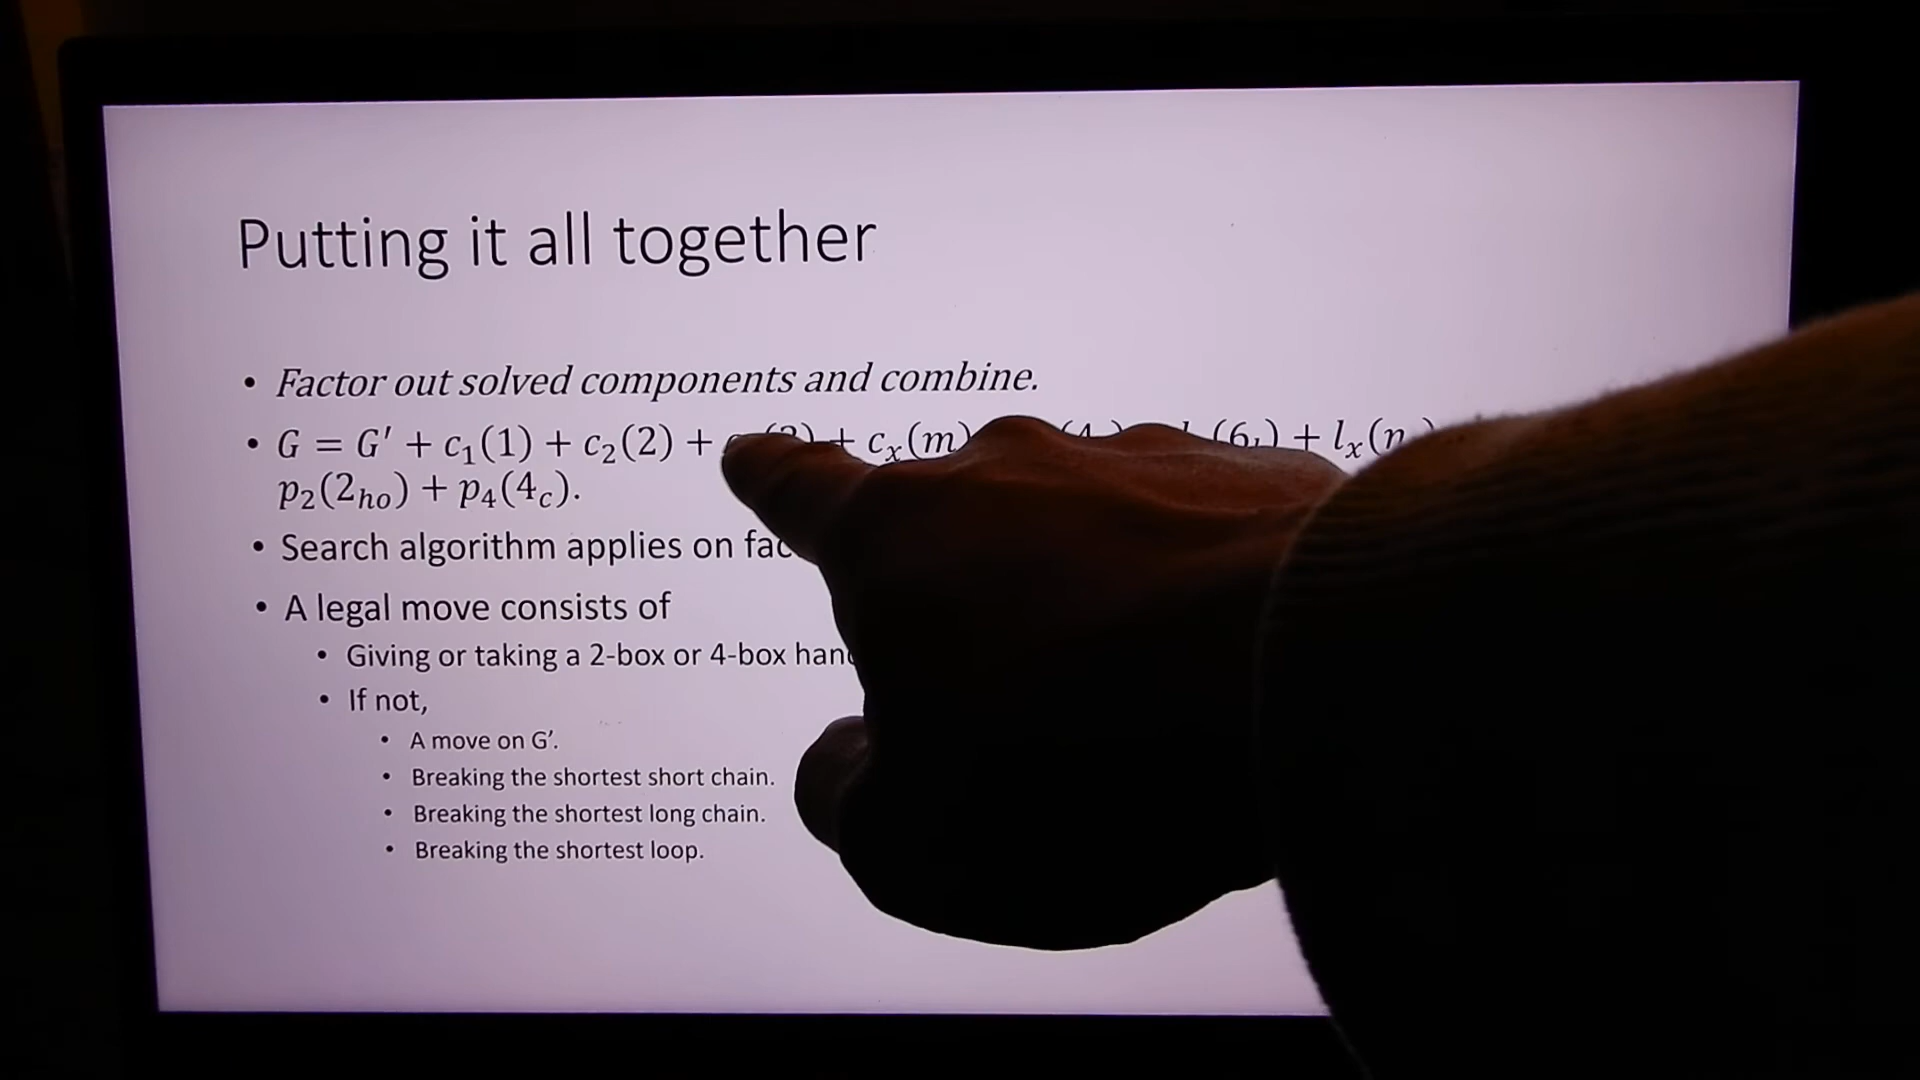 Putting it all together
• Factor out solved components and combine.
• G = G′ + c₁(1) + c₂(2) + + cₓ(m) + lₓ(n
p₂(2ₕₒ) + p₄(4꜀).
• Search algorithm applies on
• A legal move consists of
• Giving or taking a 2-box or 4-box
• If not,
• A move on G’.
• Breaking the shortest short chain.
• Breaking the shortest long chain.
• Breaking the shortest loop.